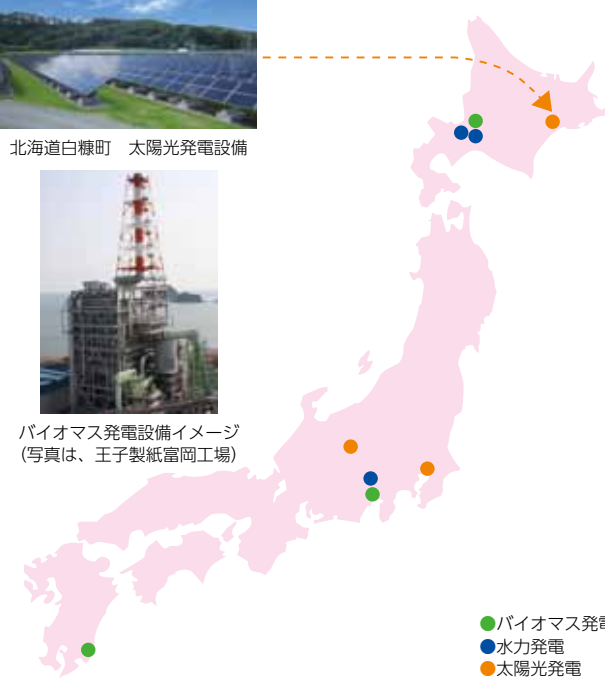 北海道白糠町 太陽光発電設備
バイオマス発電設備イメージ
（写真は、王子製紙富岡工場）
●バイオマス発電
●水力発電
●太陽光発電